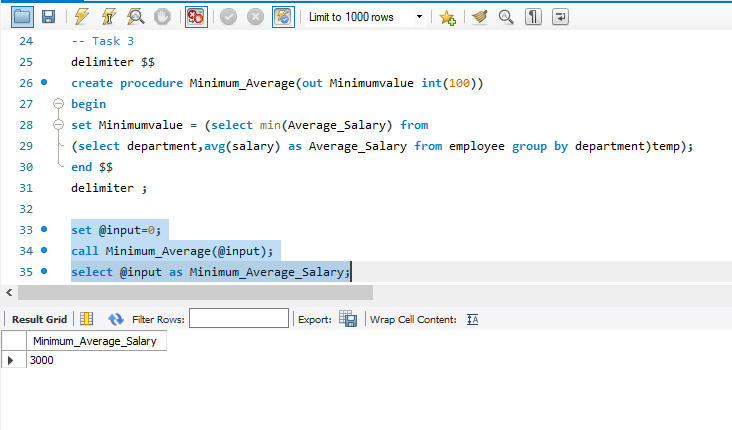 Limit to 1000 rows
24 -- Task 3
25 delimiter $$
26 create procedure Minimum_Average(out Minimumvalue int(100))
27 begin
28 set Minimumvalue = (select min(Average_Salary) from
29 (select department,avg(salary) as Average_Salary from employee group by department)temp);
30 end $$
31 delimiter ;
32
33 set @input=0;
34 call Minimum_Average(@input);
35 select @input as Minimum_Average_Salary;
Result Grid Filter Rows: Export: Wrap Cell Content: IA
Minimum_Average_Salary
3000